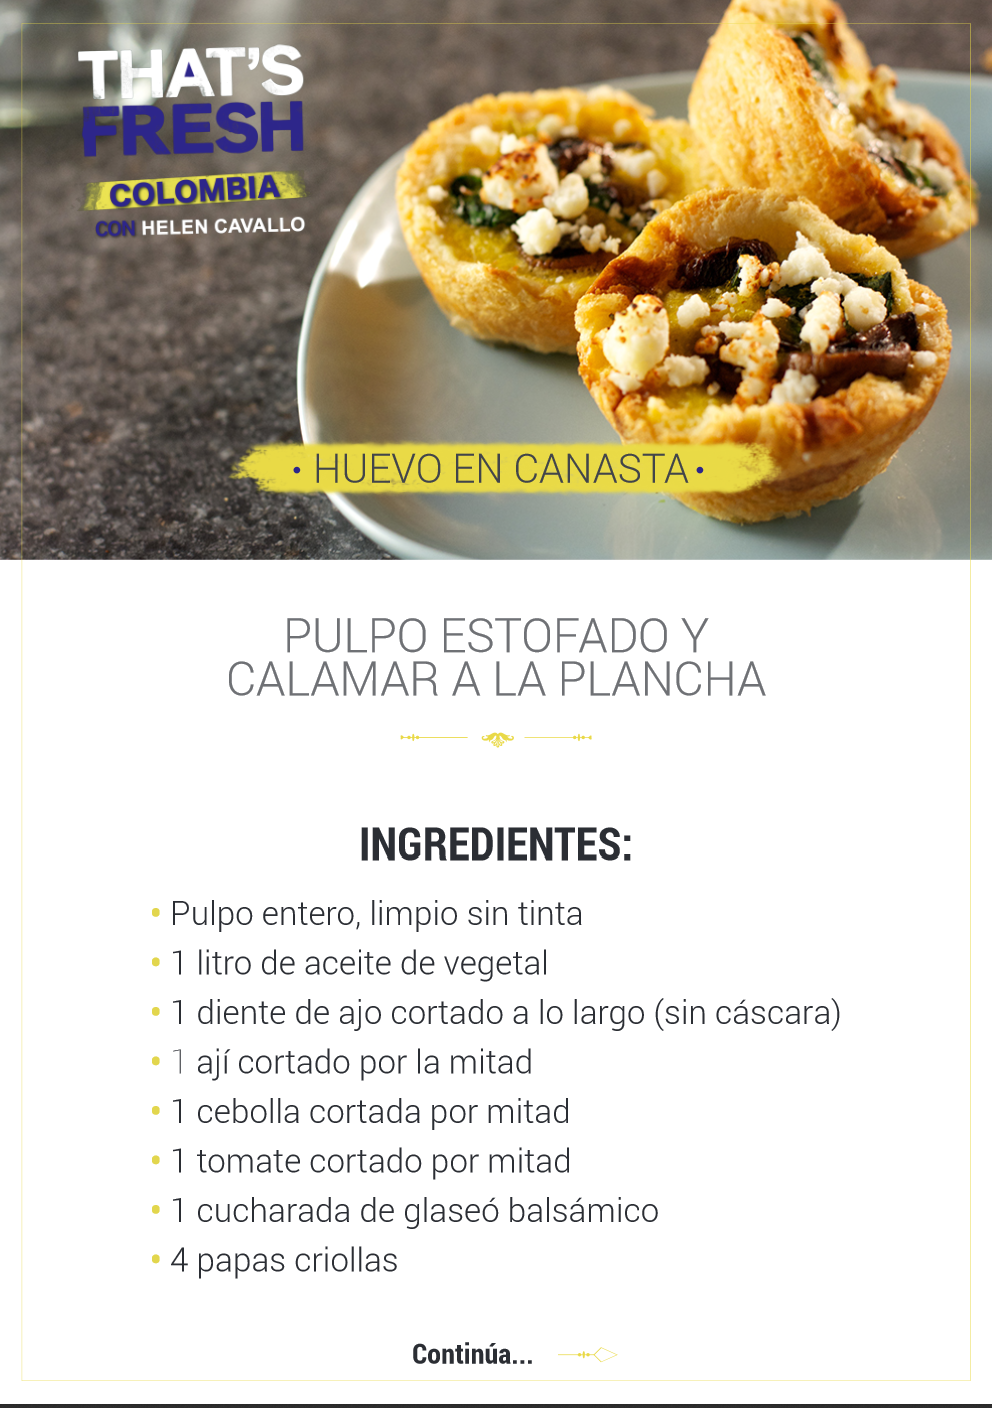 THAT'S
FRESH
COLOMBIA
CON HELEN CAVALLO
• HUEVO EN CANASTA •
PULPO ESTOFADO Y
CALAMAR A LA PLANCHA
INGREDIENTES:
• Pulpo entero, limpio sin tinta
• 1 litro de aceite de vegetal
• 1 diente de ajo cortado a lo largo (sin cáscara)
• 1 ají cortado por la mitad
• 1 cebolla cortada por mitad
• 1 tomate cortado por mitad
• 1 cucharada de glaseó balsámico
• 4 papas criollas
Continúa...